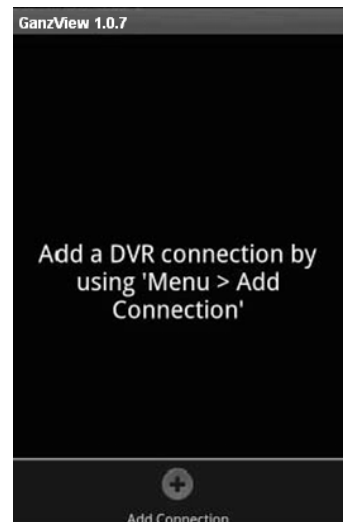 GanzView 1.0.7
Add a DVR connection by
using 'Menu > Add
Connection'
Add Connection